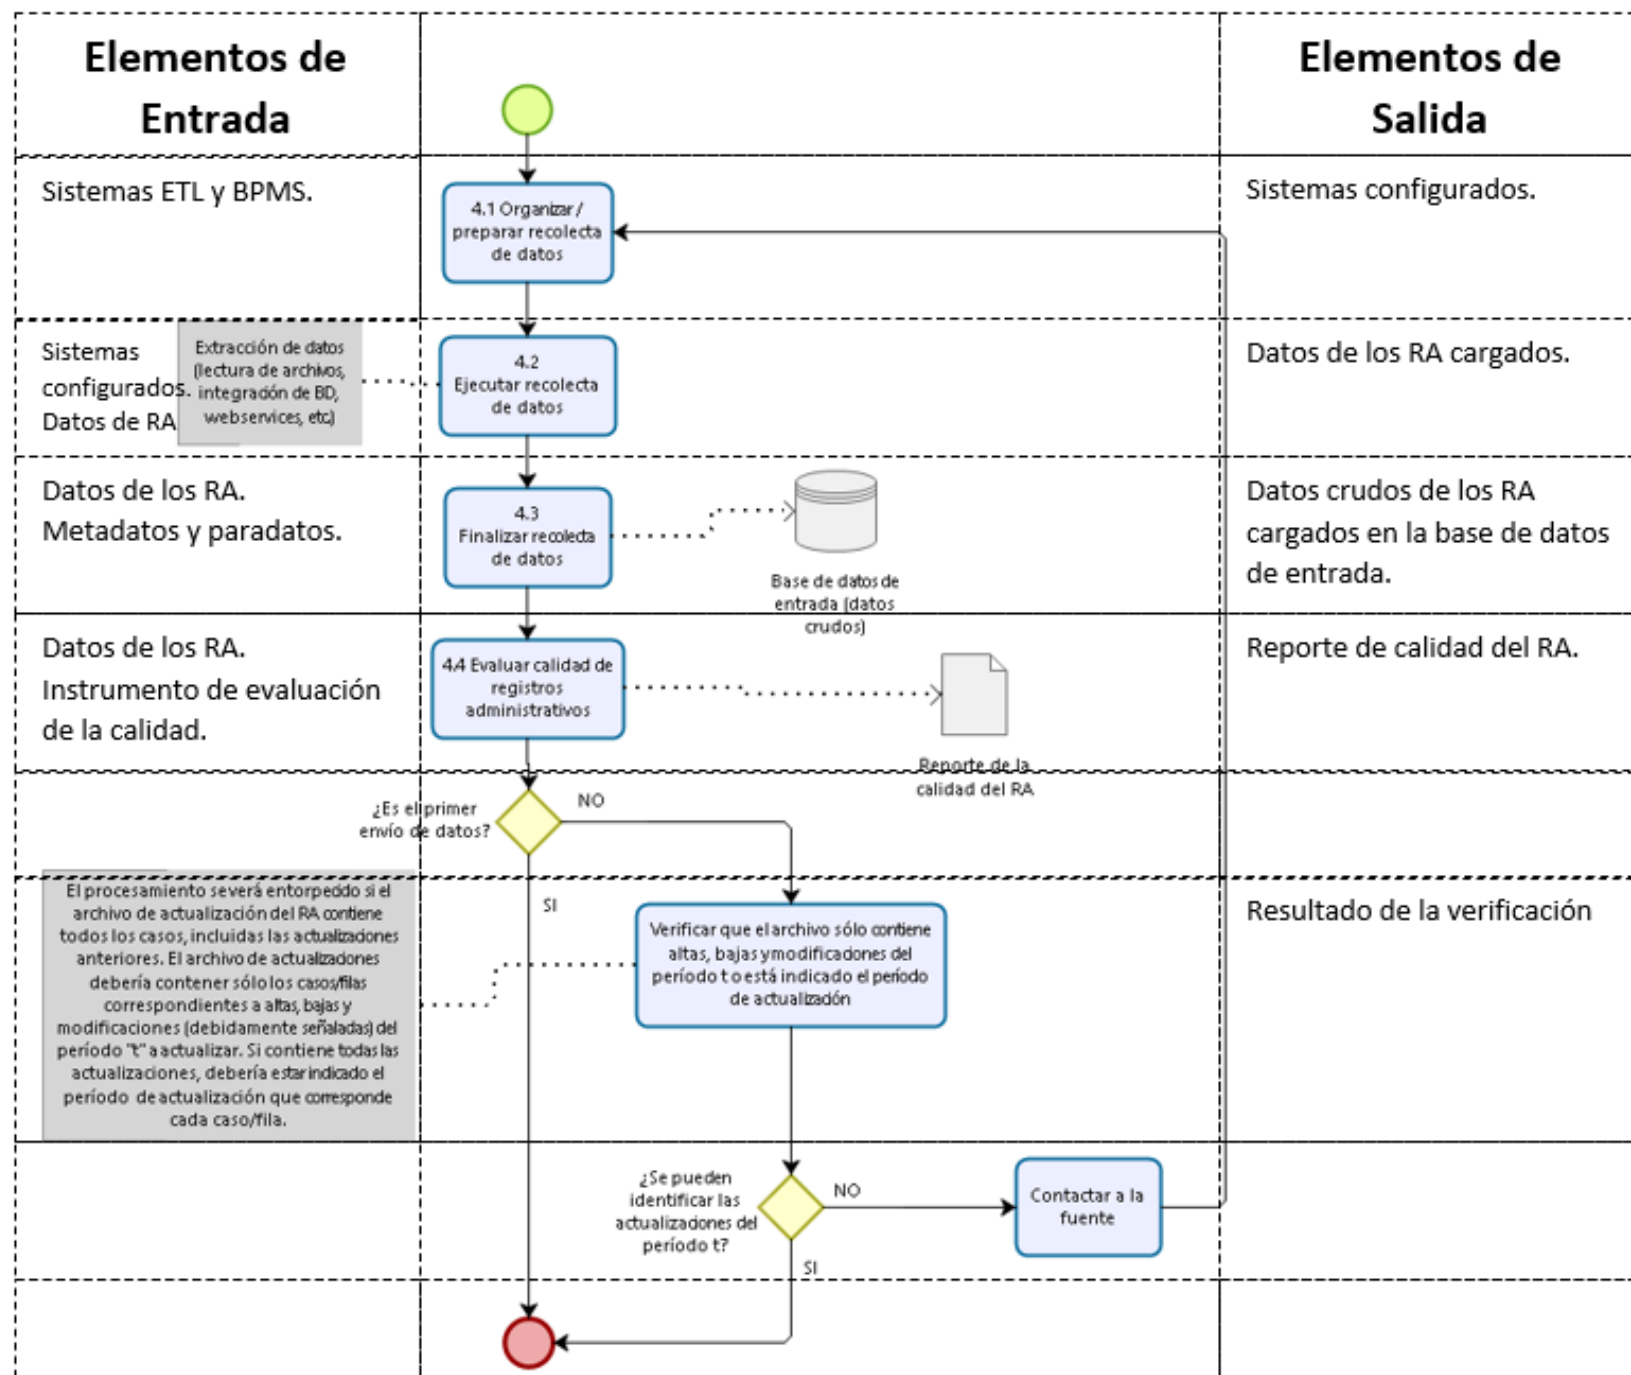 Elementos de
Entrada
Elementos de
Salida
Sistemas ETL y BPMS.
4.1 Organizar/
preparar recolecta
de datos
Sistemas configurados.
Sistemas
configurados.
Datos de RA
Extracción de datos
(lectura de archivos,
integración de BD,
webservices, etc)
4.2
Ejecutar recolecta
de datos
Datos de los RA cargados.
Datos de los RA.
Metadatos y paradatos.
4.3
Finalizar recolecta
de datos
Base de datos de
entrada (datos
crudos)
Datos crudos de los RA
cargados en la base de datos
de entrada.
Datos de los RA.
Instrumento de evaluación
de la calidad.
4.4 Evaluar calidad de
registros
administrativos
Reporte de la
calidad del RA
Reporte de calidad del RA.
¿Es el primer
envío de datos?
NO
SI
El procesamiento severá entorpecido si el
archivo de actualización del RA contiene
todos los casos, incluidas las actualizaciones
anteriores. El archivo de actualizaciones
debería contener sólo los casos/filas
correspondientes a altas, bajas y
modificaciones (debidamente señaladas) del
período "t" a actualizar. Si contiene todas las
actualizaciones, debería estar indicado el
período de actualización que corresponde
cada caso/fila.
Verificar que el archivo sólo contiene
altas, bajas y modificaciones del
período t o está indicado el período
de actualización
Resultado de la verificación
¿Se pueden
identificar las
actualizaciones del
período t?
NO
Contactar a la
fuente
SI